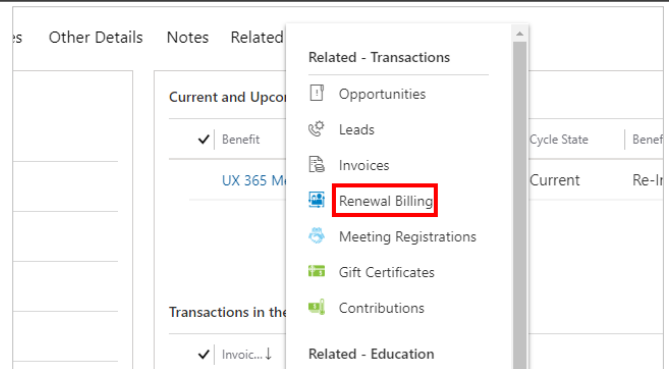 Other Details Notes Related
Related - Transactions
Current and Upco
Opportunities
Benefit
Leads
Cycle State
Benef
Invoices
UX 365 M
Current
Renewal Billing
Meeting Registrations
Gift Certificates
Transactions in the
Contributions
Invoic...↓
Related - Education